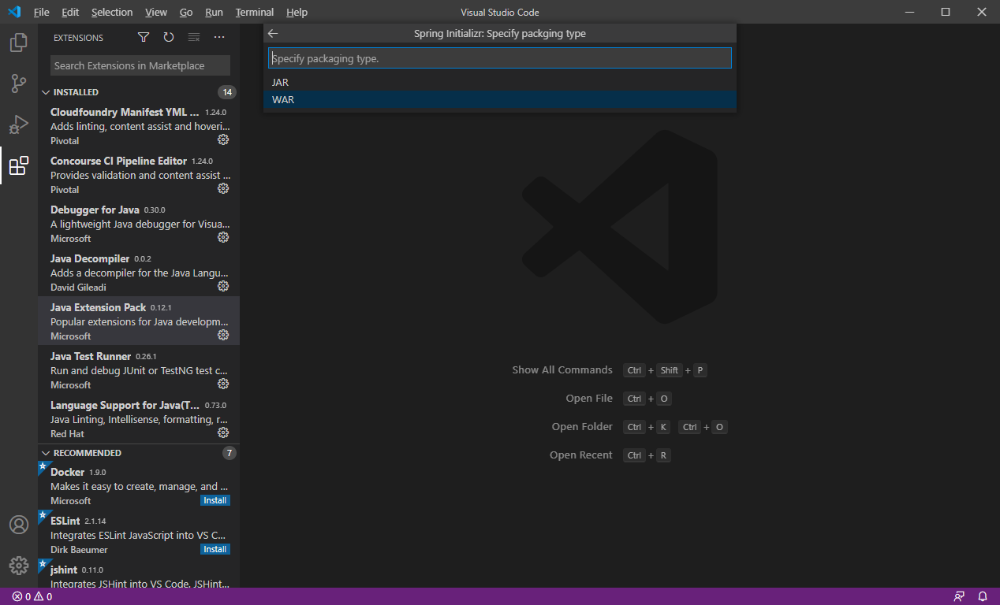 File Edit Selection View Go Run Terminal Help
Visual Studio Code
EXTENSIONS
Search Extensions in Marketplace
INSTALLED 14
Cloudfoundry Manifest YML ... 1.24.0
Adds linting, content assist and hoveri...
Pivotal
Concourse CI Pipeline Editor 1.24.0
Provides validation and content assist ...
Pivotal
Debugger for Java 0.30.0
A lightweight Java debugger for Visua...
Microsoft
Java Decompiler 0.0.2
Adds a decompiler for the Java Langu...
David Gileadi
Java Extension Pack 0.12.1
Popular extensions for Java developm...
Microsoft
Java Test Runner 0.26.1
Run and debug JUnit or TestNG test c...
Microsoft
Language Support for Java(T... 0.73.0
Java Linting, Intellisense, formatting, r...
Red Hat
RECOMMENDED 7
Docker 1.9.0
Makes it easy to create, manage, and ...
Microsoft Install
ESLint 2.1.14
Integrates ESLint JavaScript into VS C...
Dirk Baeumer Install
jshint 0.11.0
Integrates JSHint into VS Code. JSHint...
Spring Initializr: Specify packging type
Specify packaging type.
JAR
WAR
Show All Commands Ctrl + Shift + P
Open File Ctrl + O
Open Folder Ctrl + K Ctrl + O
Open Recent Ctrl + R
0 0